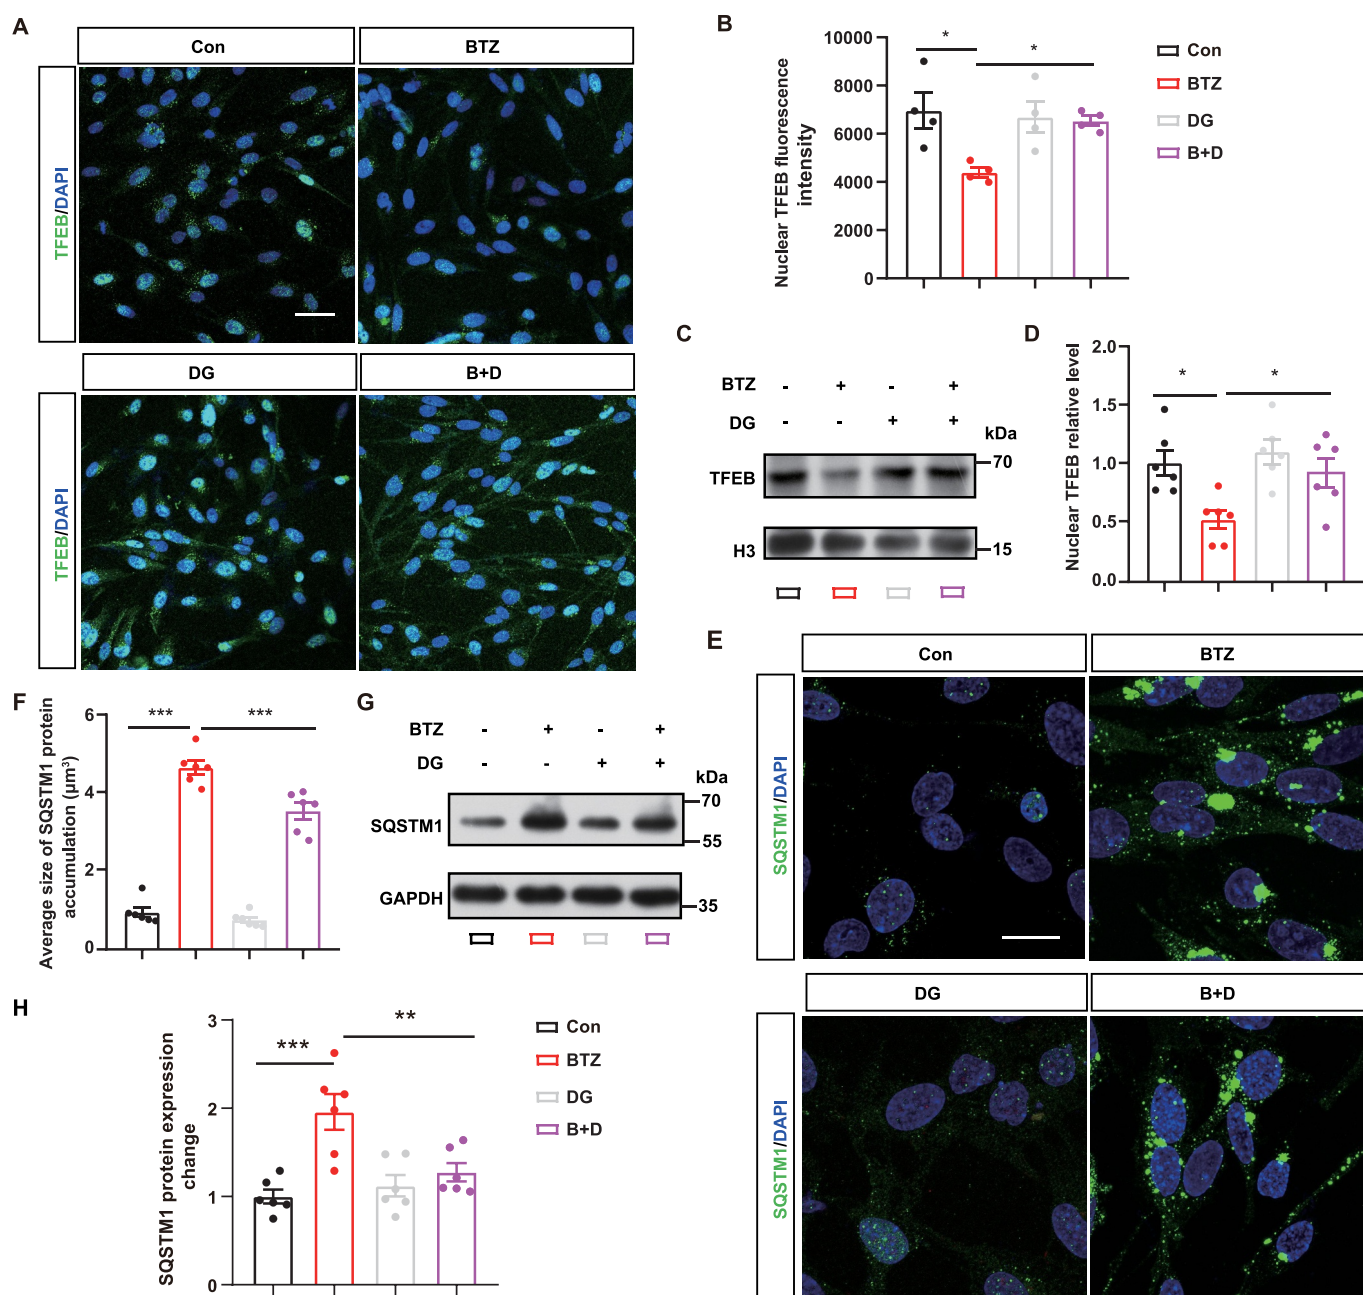 A
Con
BTZ
TFEB/DAPI
DG
B+D
TFEB/DAPI
B
Nuclear TFEB fluorescence
intensity
10000
8000
6000
4000
2000
0
*
*
Con
BTZ
DG
B+D
C
BTZ - + - +
DG - - + +
kDa
TFEB
70
H3
15
D
Nuclear TFEB relative level
2.0
1.5
1.0
0.5
0.0
*
*
E
Con
BTZ
SQSTM1/DAPI
DG
B+D
SQSTM1/DAPI
F
Average size of SQSTM1 protein
accumulation (μm³)
6
4
2
0
***
***
G
BTZ - + - +
DG - - + +
kDa
70
SQSTM1
55
GAPDH
35
H
SQSTM1 protein expression
change
3
2
1
0
***
**
Con
BTZ
DG
B+D